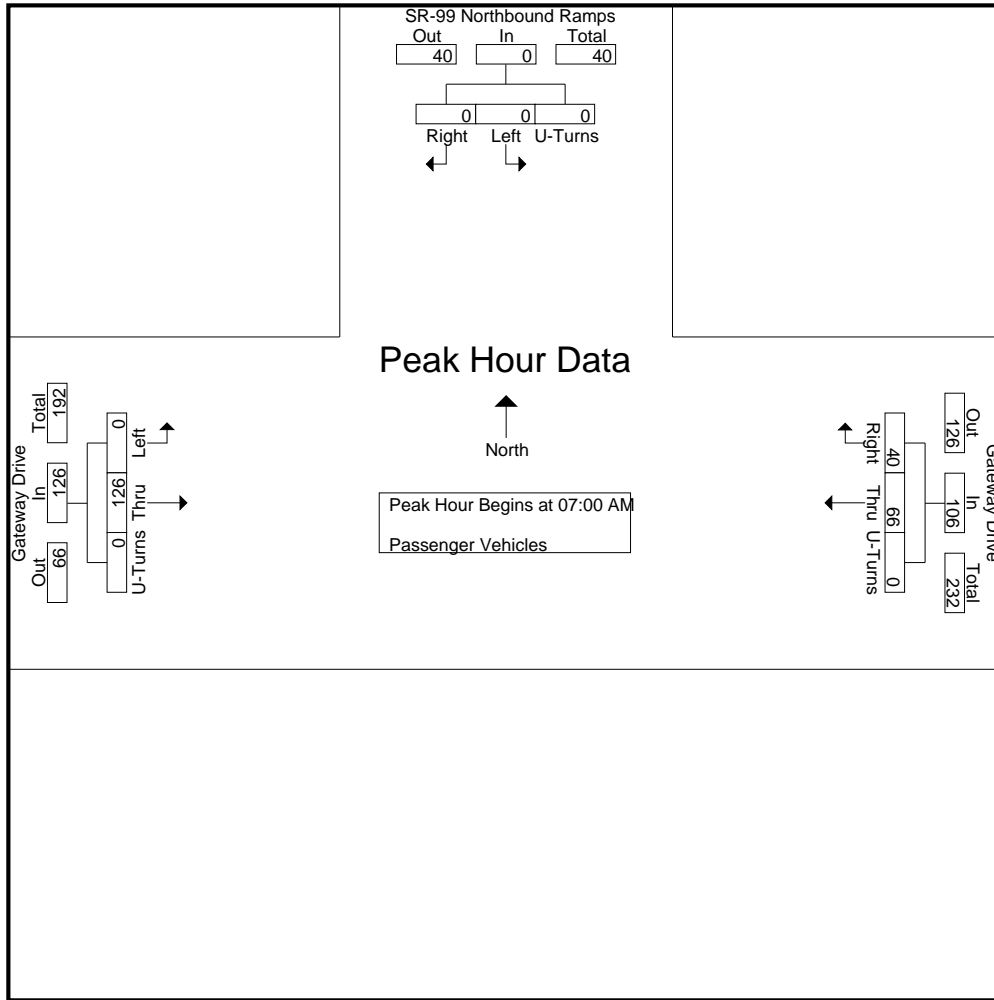 SR-99 Northbound Ramps
Out In Total
40 0 40
0 0 0
Right Left U-Turns
Peak Hour Data
North
Peak Hour Begins at 07:00 AM
Passenger Vehicles
Gateway Drive
Out In Total
66 126 192
0 126 0
U-Turns Thru Left
Gateway Drive
Out In Total
126 106 232
40 66 0
Right Thru U-Turns